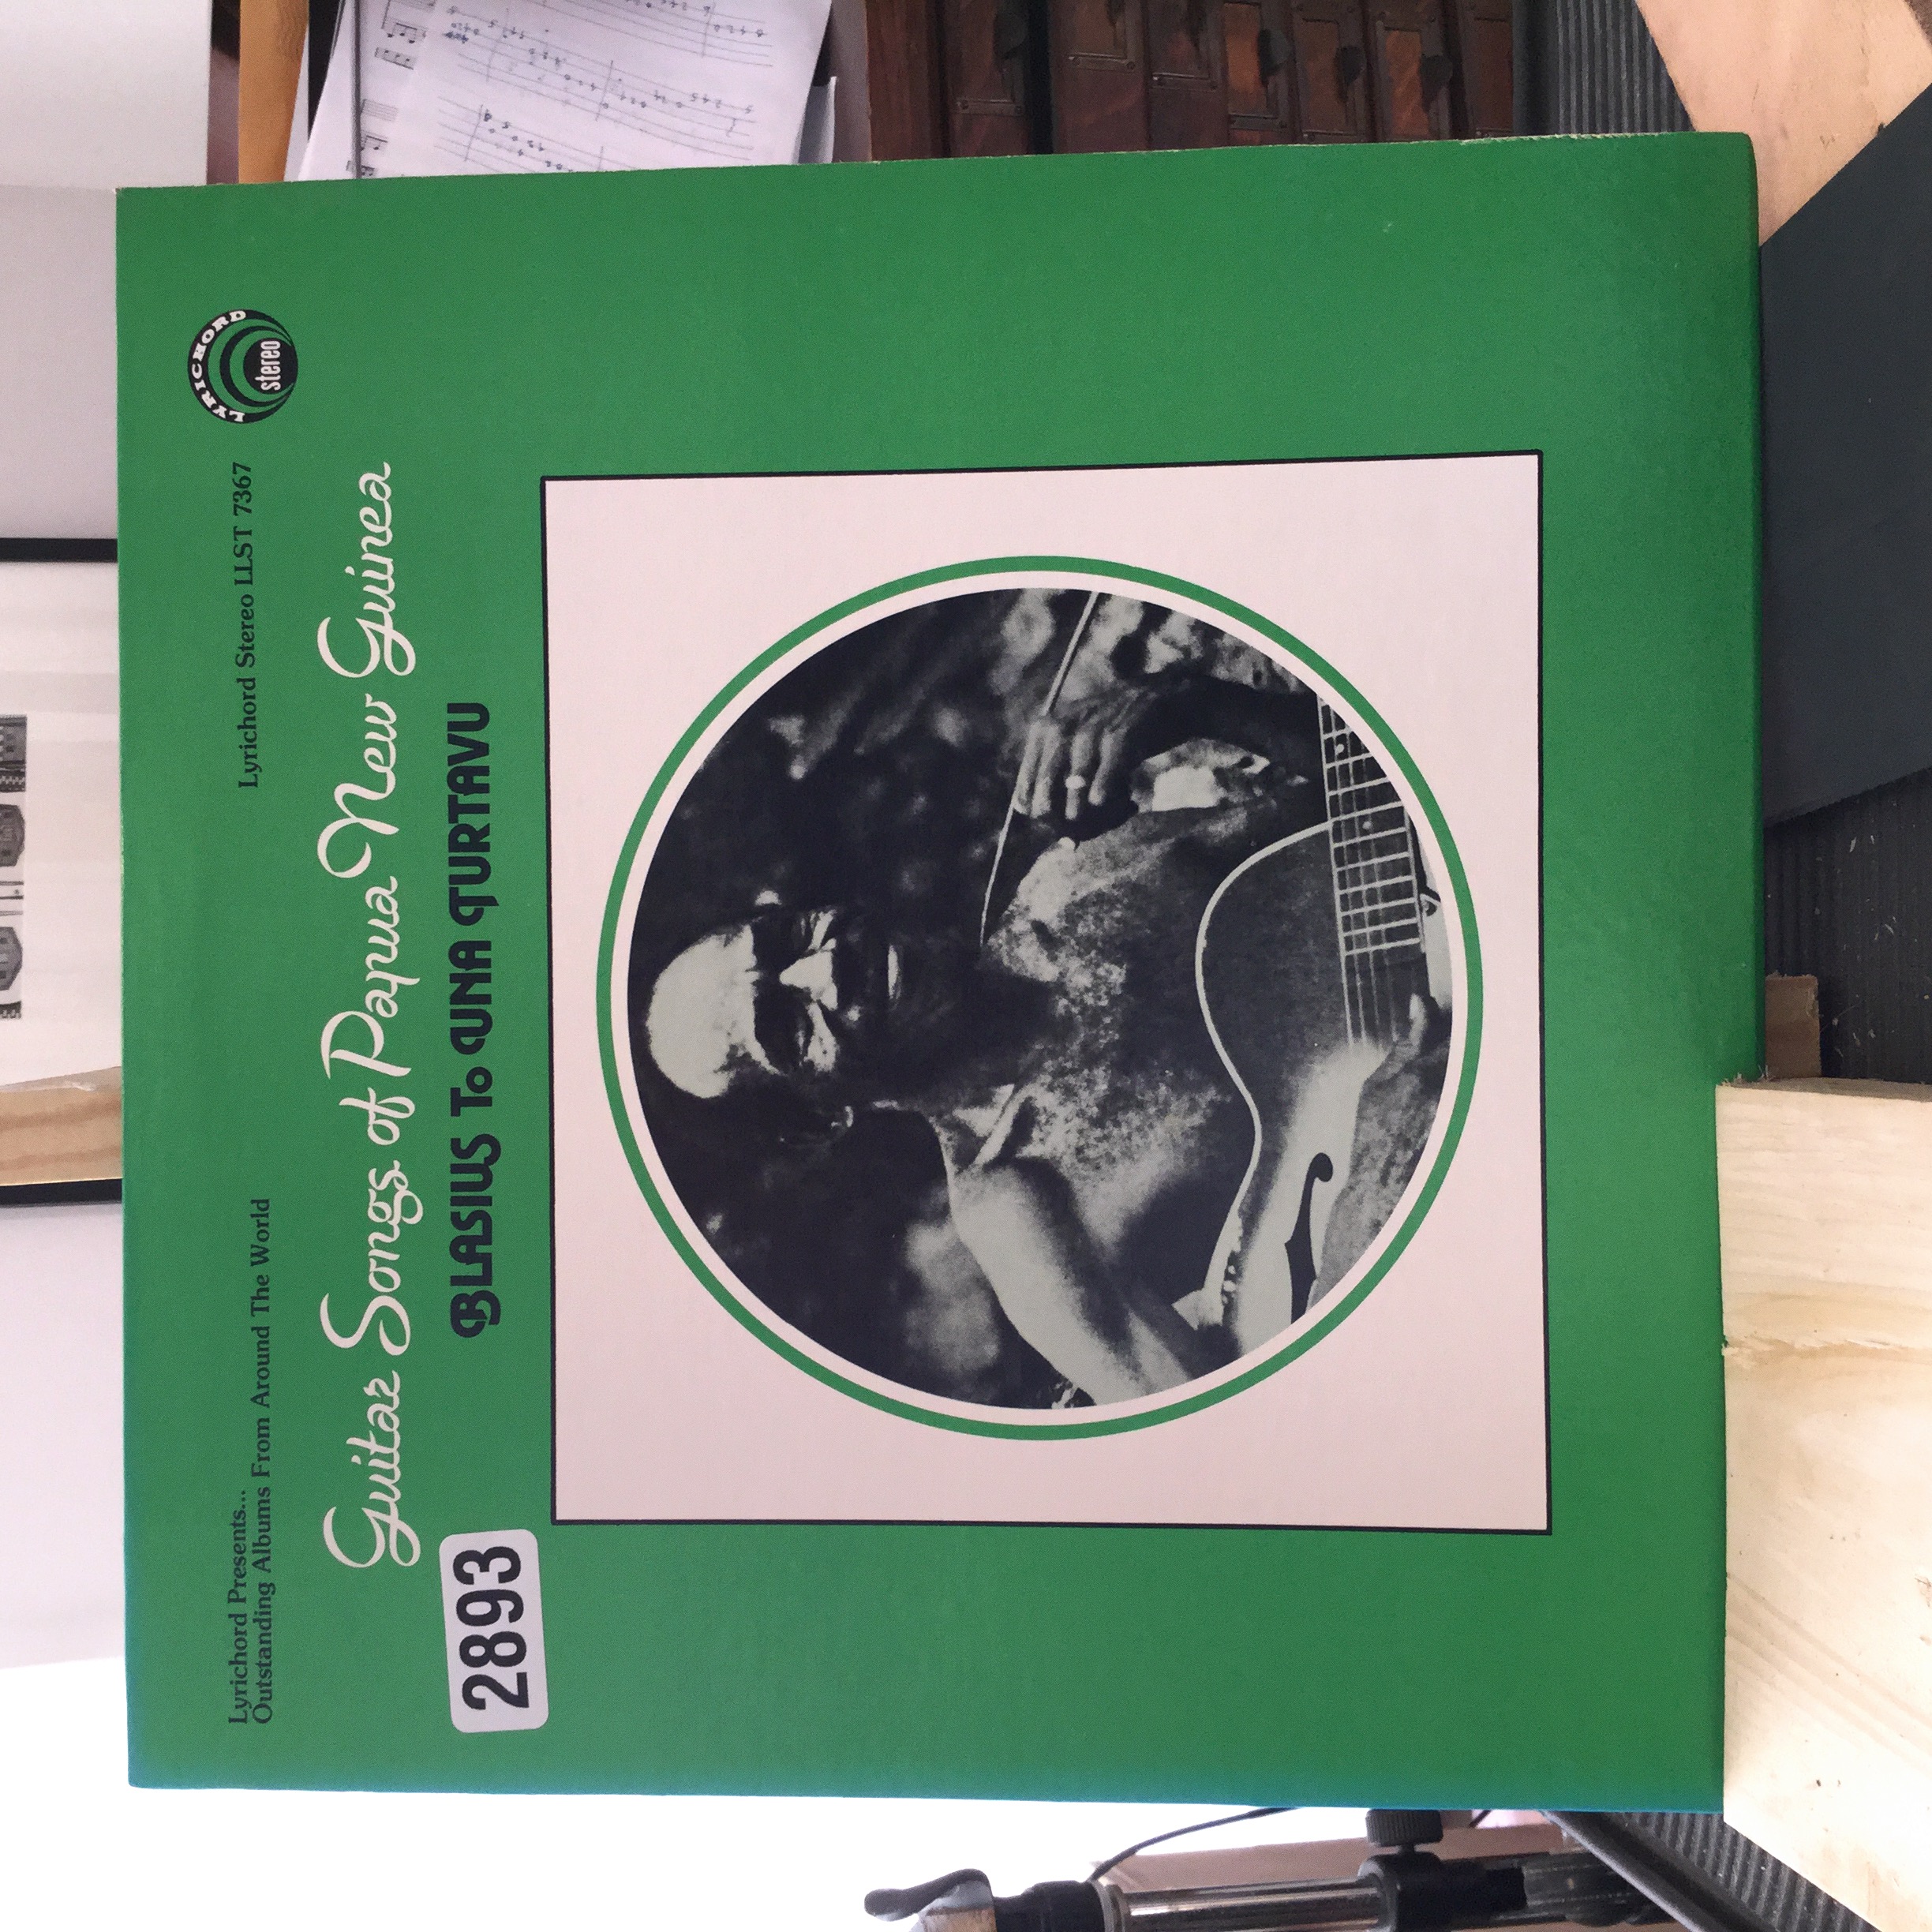 Lyrichord Presents...
Outstanding Albums From Around The World
Lyrichord Stereo LLST 7367
LYRICHORD
stereo
Guitar Songs of Papua New Guinea
BLASIUS To UNA TURTAVU
2893